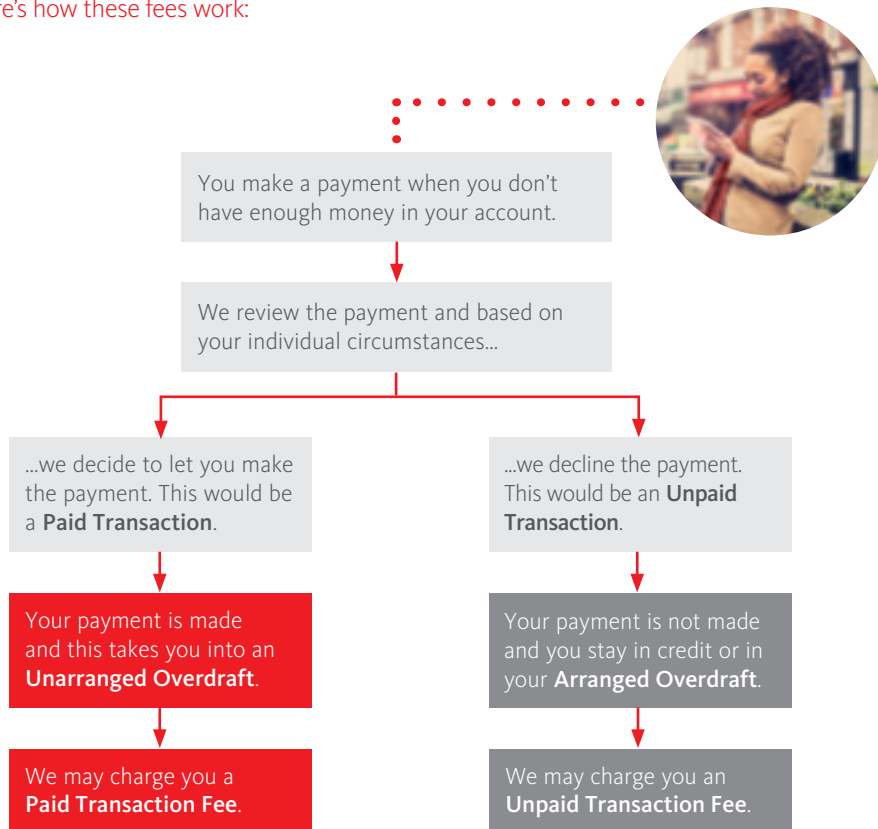 re's how these fees work:
You make a payment when you don't
have enough money in your account.
We review the payment and based on
your individual circumstances...
...we decide to let you make
the payment. This would be
a Paid Transaction.
...we decline the payment.
This would be an Unpaid
Transaction.
Your payment is made
and this takes you into an
Unarranged Overdraft.
Your payment is not made
and you stay in credit or in
your Arranged Overdraft.
We may charge you a
Paid Transaction Fee.
We may charge you an
Unpaid Transaction Fee.